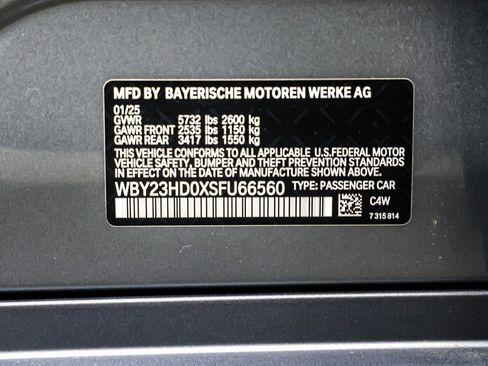 MFD BY BAYERISCHE MOTOREN WERKE AG
01/25
GVWR 5732 lbs 2600 kg
GAWR FRONT 2535 lbs 1150 kg
GAWR REAR 3417 lbs 1550 kg
THIS VEHICLE CONFORMS TO ALL APPLICABLE U.S.FEDERAL MOTOR
VEHICLE SAFETY, BUMPER AND THEFT PREVENTION STANDARDS
IN EFFECT ON THE DATE OF MANUFACTURE SHOWN ABOVE.
WBY23HD0XSFU66560 TYPE: PASSENGER CAR
C4W
7 315 814